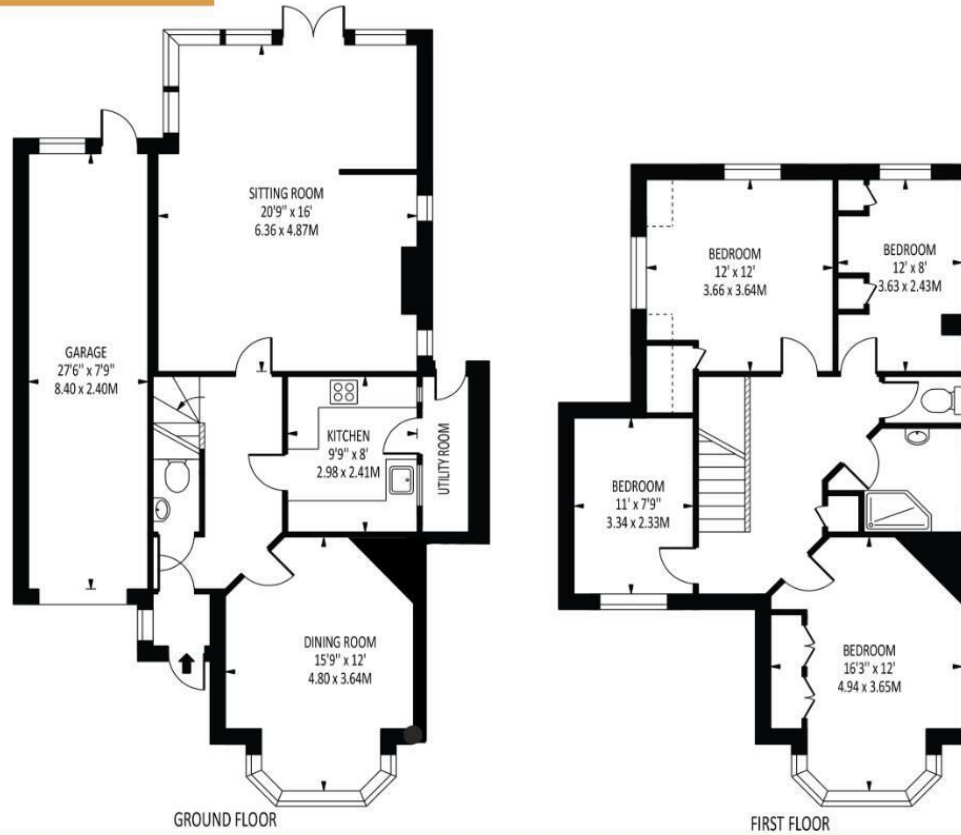 SITTING ROOM
20'9" x 16'
6.36 x 4.87M
GARAGE
27'6" x 7'9"
8.40 x 2.40M
KITCHEN
9'9" x 8'
2.98 x 2.41M
UTILITY ROOM
DINING ROOM
15'9" x 12'
4.80 x 3.64M
GROUND FLOOR
BEDROOM
12' x 12'
3.66 x 3.64M
BEDROOM
12' x 8'
3.63 x 2.43M
BEDROOM
11' x 7'9"
3.34 x 2.33M
BEDROOM
16'3" x 12'
4.94 x 3.65M
FIRST FLOOR